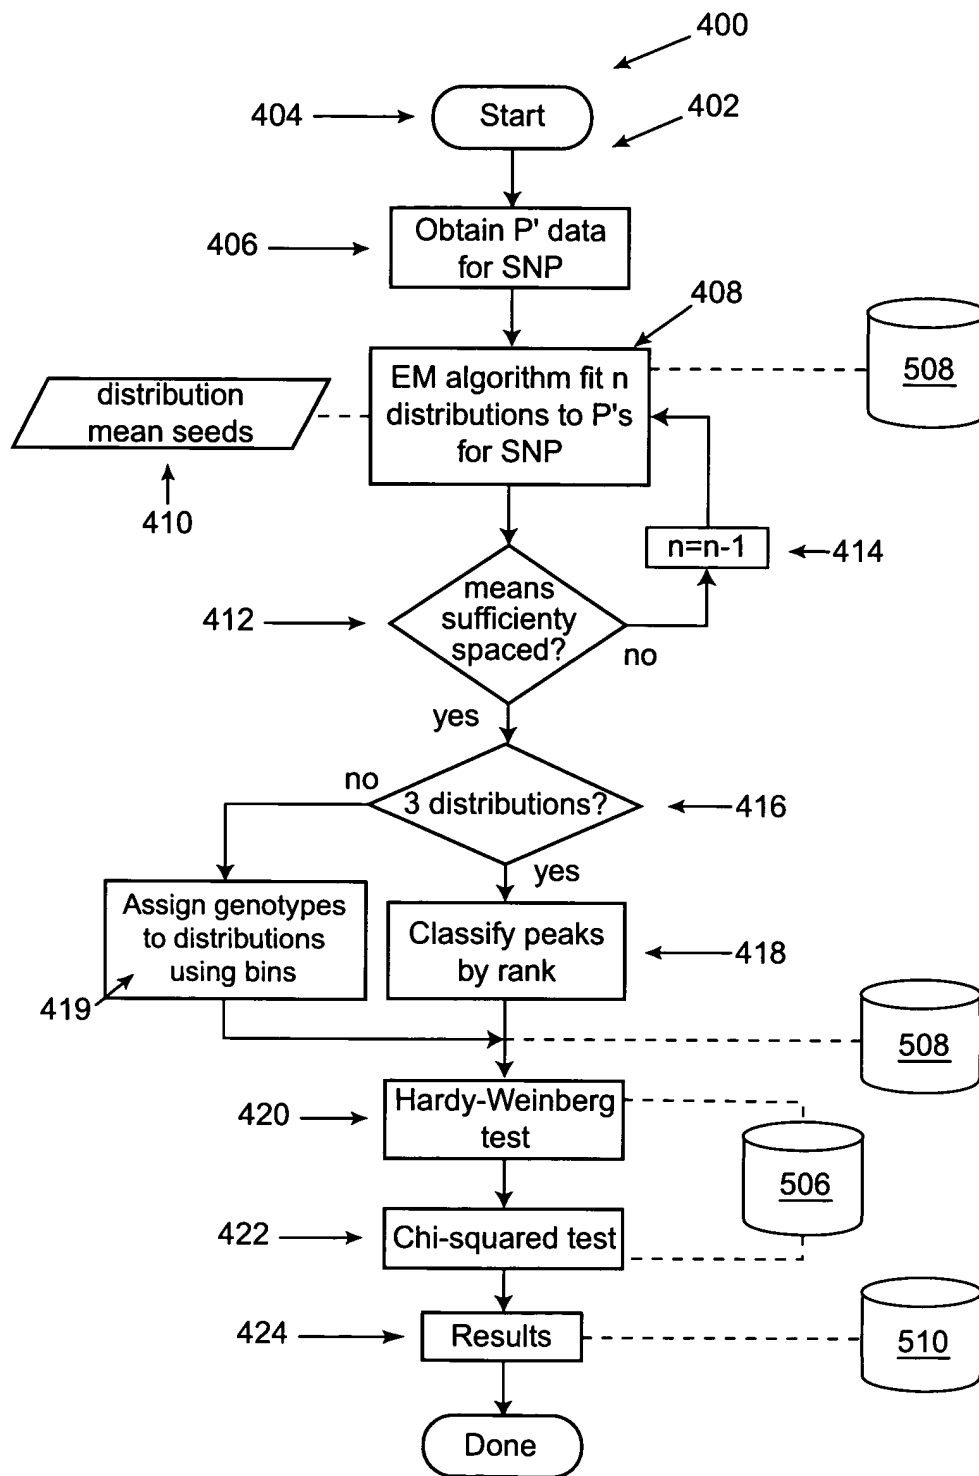 400
404
Start
402
406
Obtain P' data
for SNP
408
508
EM algorithm fit n
distributions to P's
for SNP
distribution
mean seeds
410
n=n-1
414
412
means
sufficienty
spaced?
no
yes
no
3 distributions?
416
yes
Assign genotypes
to distributions
using bins
419
Classify peaks
by rank
418
508
420
Hardy-Weinberg
test
506
422
Chi-squared test
424
Results
510
Done